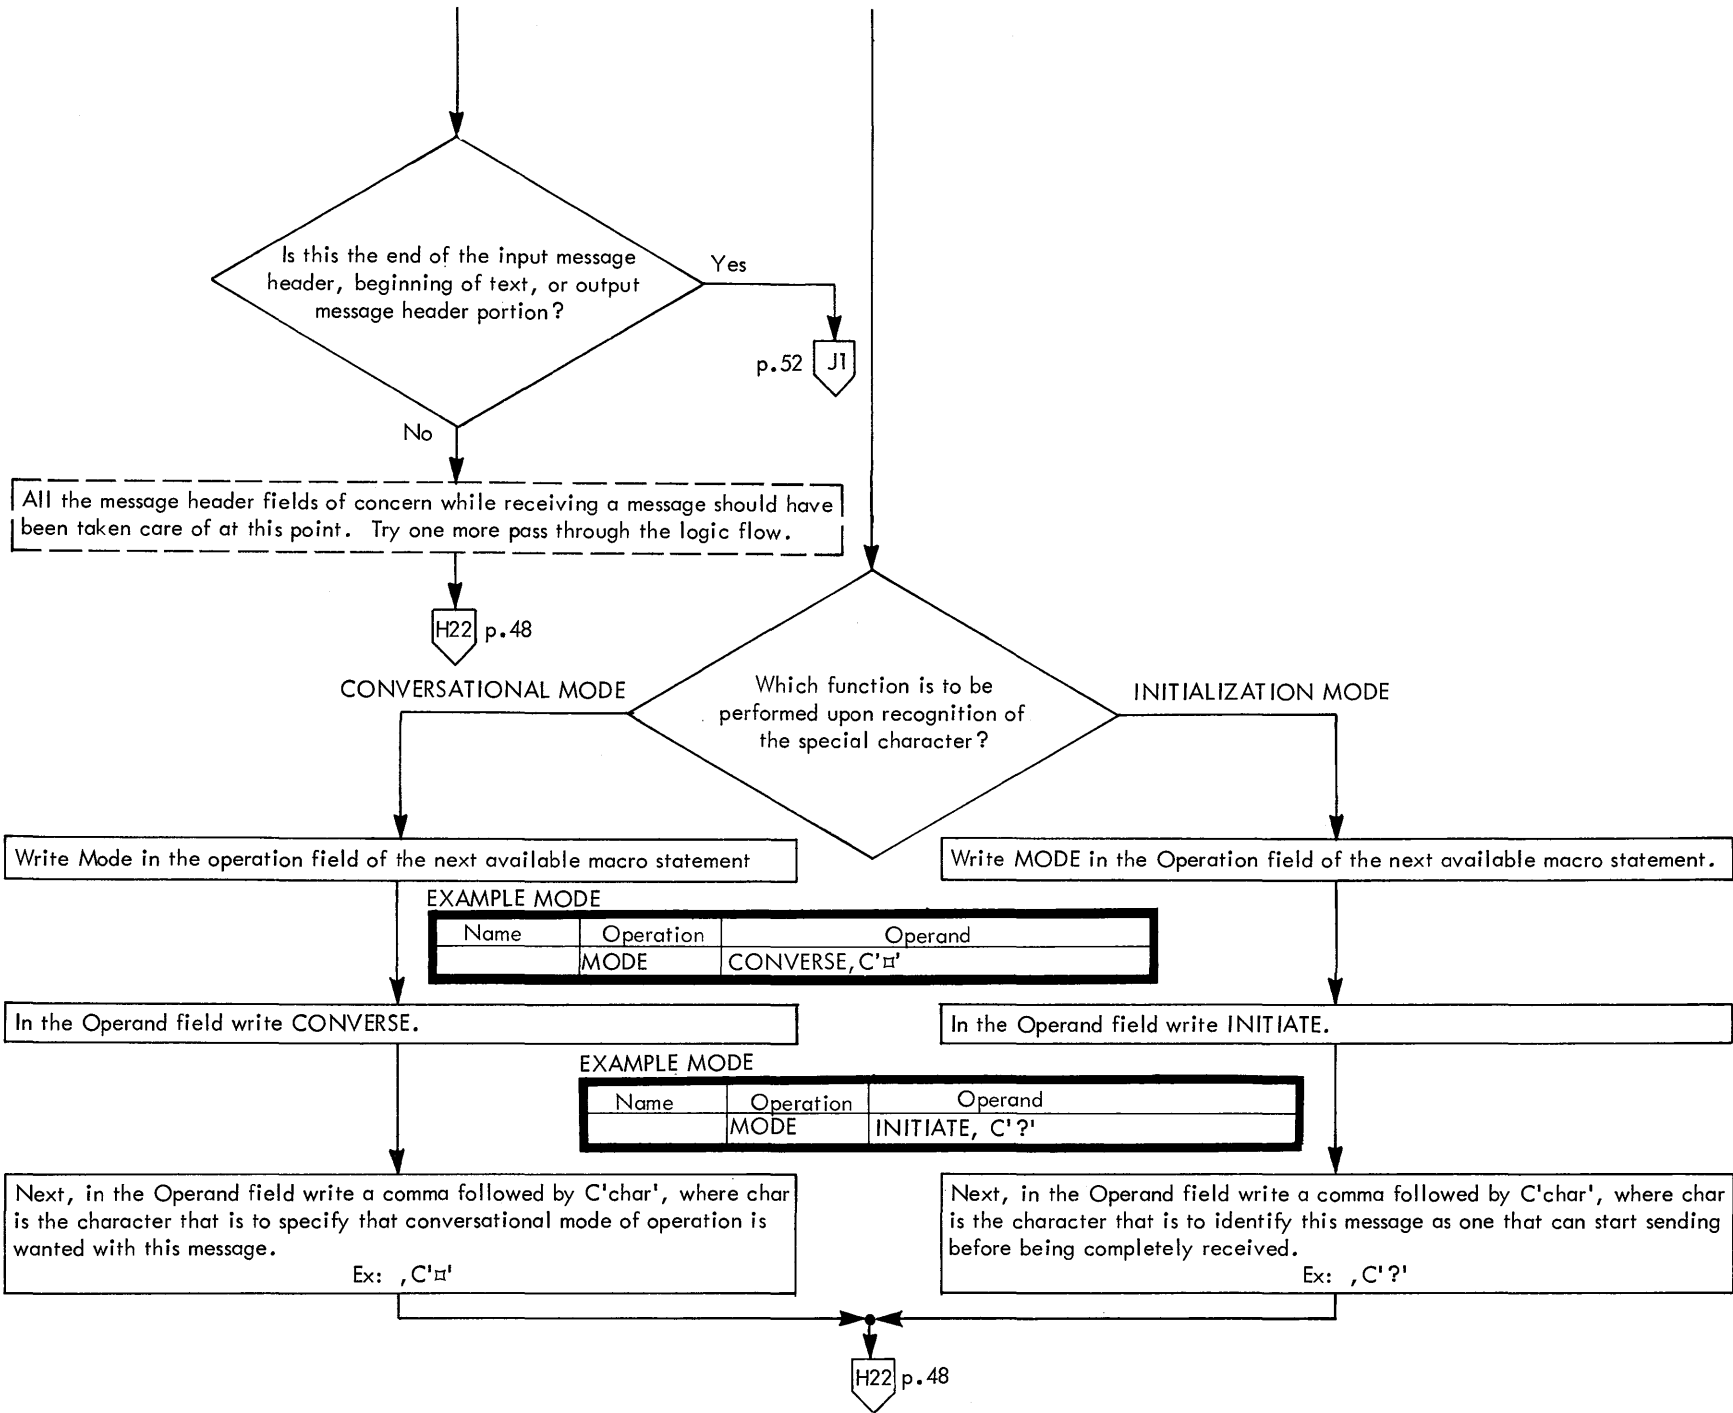 Is this the end of the input message
header, beginning of text, or output
message header portion?
Yes
p.52 J1
No
All the message header fields of concern while receiving a message should have
been taken care of at this point. Try one more pass through the logic flow.
H22 p.48
CONVERSATIONAL MODE
Which function is to be
performed upon recognition of
the special character?
INITIALIZATION MODE
Write Mode in the operation field of the next available macro statement
Write MODE in the Operation field of the next available macro statement.
EXAMPLE MODE
Name Operation Operand
MODE CONVERSE,C'¤'
In the Operand field write CONVERSE.
In the Operand field write INITIATE.
EXAMPLE MODE
Name Operation Operand
MODE INITIATE, C'?'
Next, in the Operand field write a comma followed by C'char', where char
is the character that is to specify that conversational mode of operation is
wanted with this message.
Ex: ,C'¤'
Next, in the Operand field write a comma followed by C'char', where char
is the character that is to identify this message as one that can start sending
before being completely received.
Ex: ,C'?'
H22 p.48